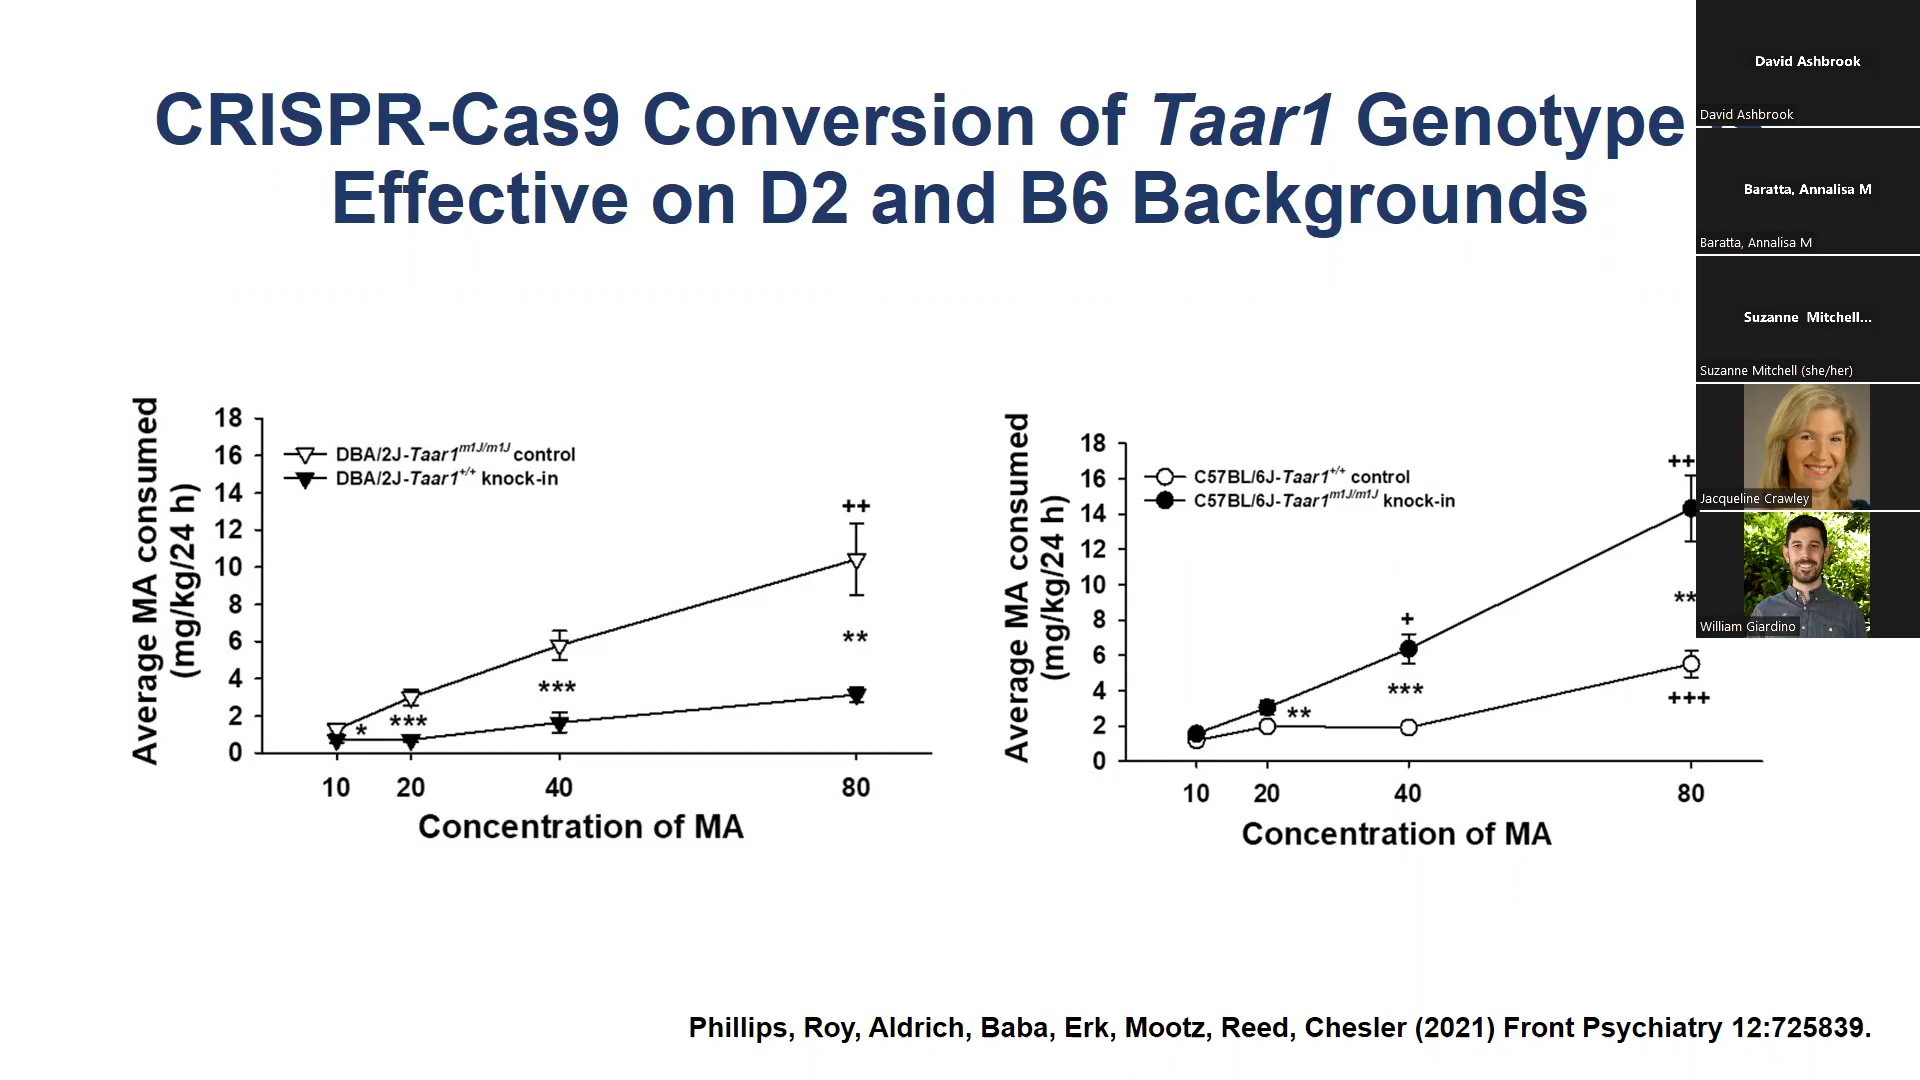 CRISPR-Cas9 Conversion of Taar1 Genotype
Effective on D2 and B6 Backgrounds
Average MA consumed
(mg/kg/24 h)
18
16
14
12
10
8
6
4
2
0
DBA/2J-Taar1m1J/m1J control
DBA/2J-Taar1+/+ knock-in
++
**
***
***
*
10 20 40 80
Concentration of MA
Average MA consumed
(mg/kg/24 h)
18
16
14
12
10
8
6
4
2
0
C57BL/6J-Taar1+/+ control
C57BL/6J-Taar1m1J/m1J knock-in
++
**
+
***
+++
**
10 20 40 80
Concentration of MA
Phillips, Roy, Aldrich, Baba, Erk, Mootz, Reed, Chesler (2021) Front Psychiatry 12:725839.
David Ashbrook
David Ashbrook
Baratta, Annalisa M
Baratta, Annalisa M
Suzanne Mitchell...
Suzanne Mitchell (she/her)
Jacqueline Crawley
William Giardino